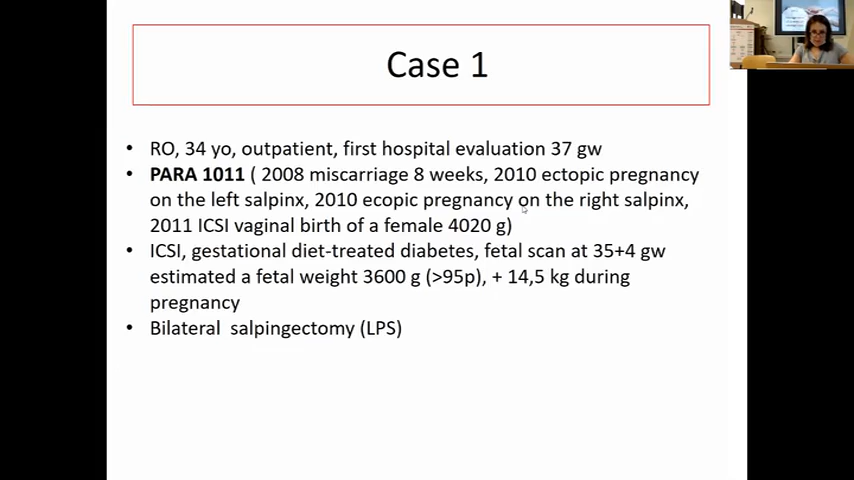 Case 1
• RO, 34 yo, outpatient, first hospital evaluation 37 gw
• PARA 1011 ( 2008 miscarriage 8 weeks, 2010 ectopic pregnancy
on the left salpinx, 2010 ecopic pregnancy on the right salpinx,
2011 ICSI vaginal birth of a female 4020 g)
• ICSI, gestational diet-treated diabetes, fetal scan at 35+4 gw
estimated a fetal weight 3600 g (>95p), + 14,5 kg during
pregnancy
• Bilateral salpingectomy (LPS)